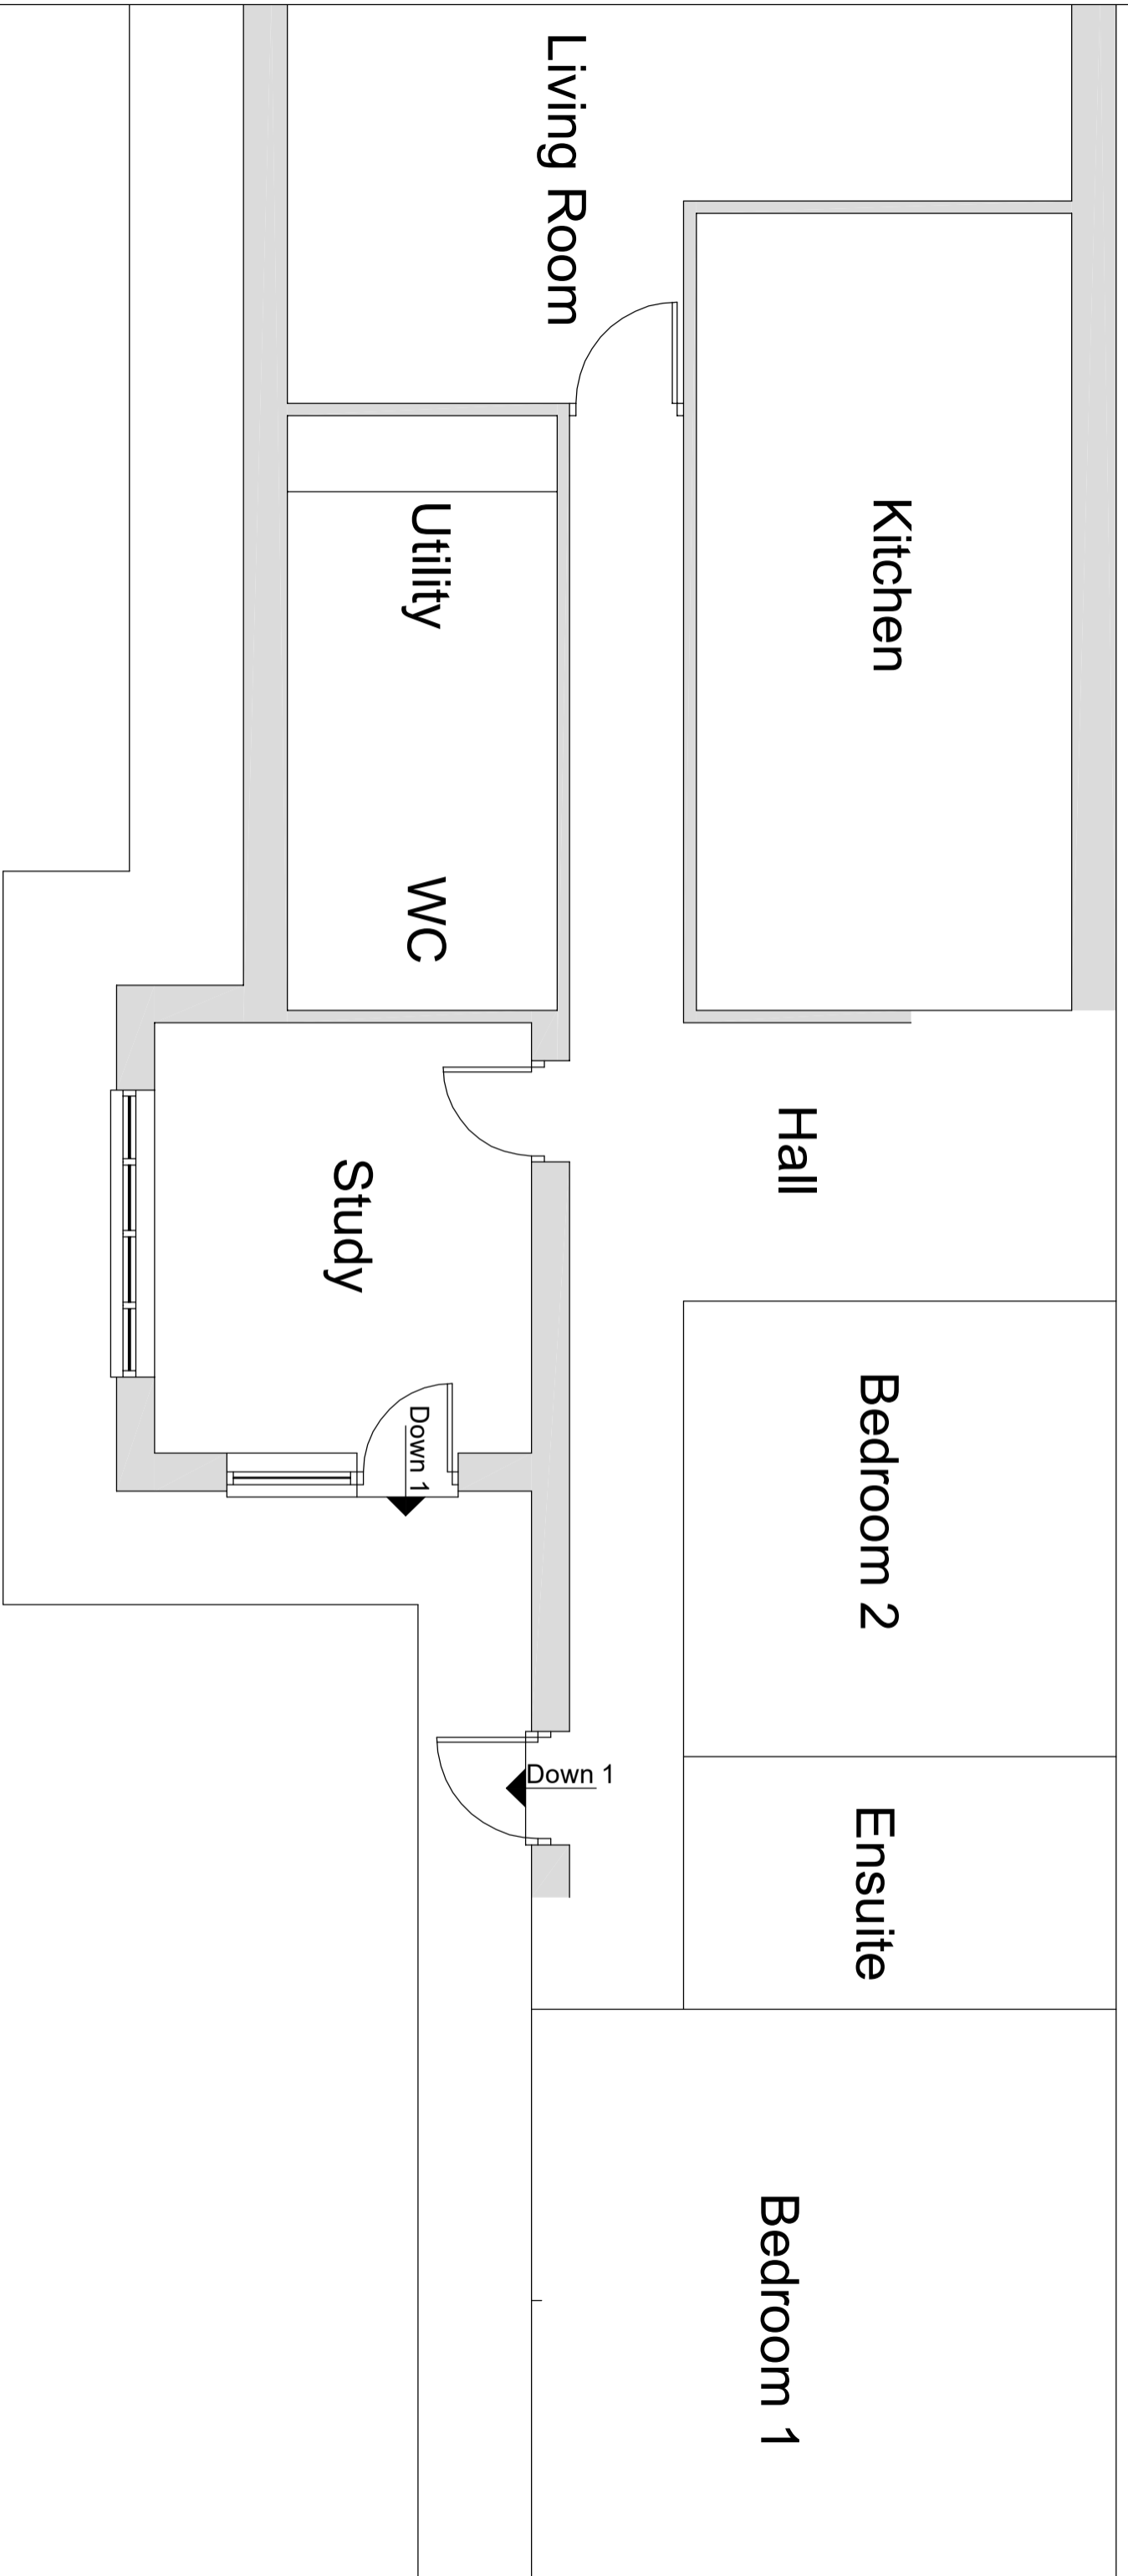 Living Room
Kitchen
Utility
WC
Hall
Study
Bedroom 2
Down 1
Down 1
Ensuite
Bedroom 1